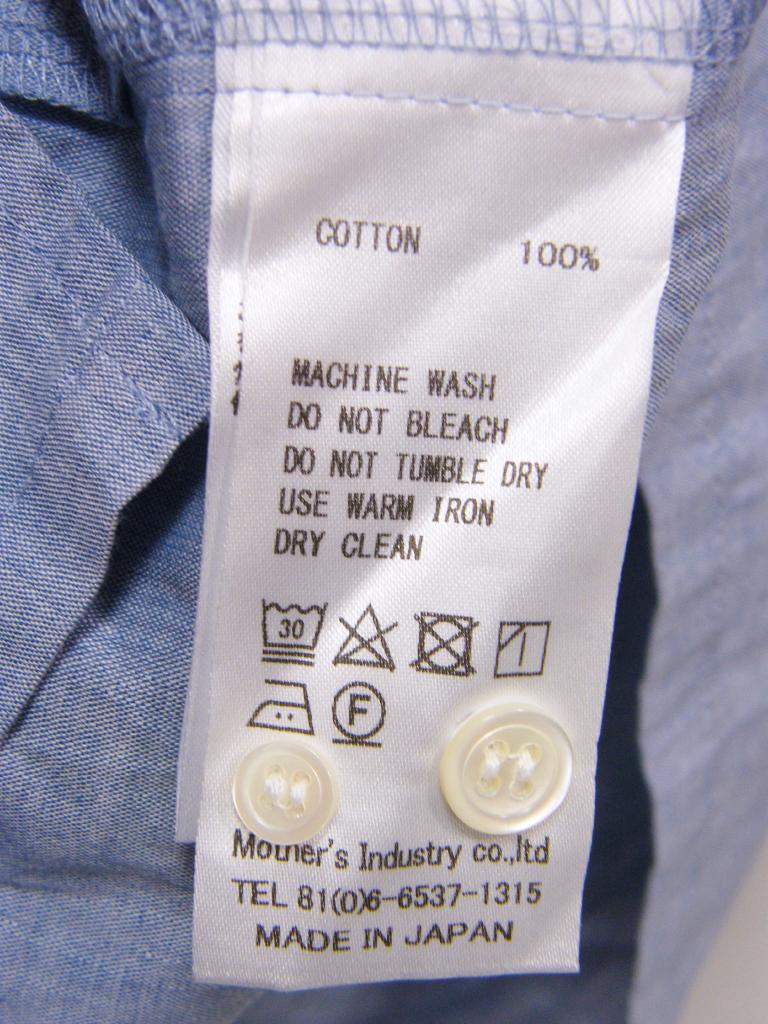 COTTON 100%
MACHINE WASH
DO NOT BLEACH
DO NOT TUMBLE DRY
USE WARM IRON
DRY CLEAN
30
F
Mother's Industry co.,ltd
TEL 81(0)6-6537-1315
MADE IN JAPAN